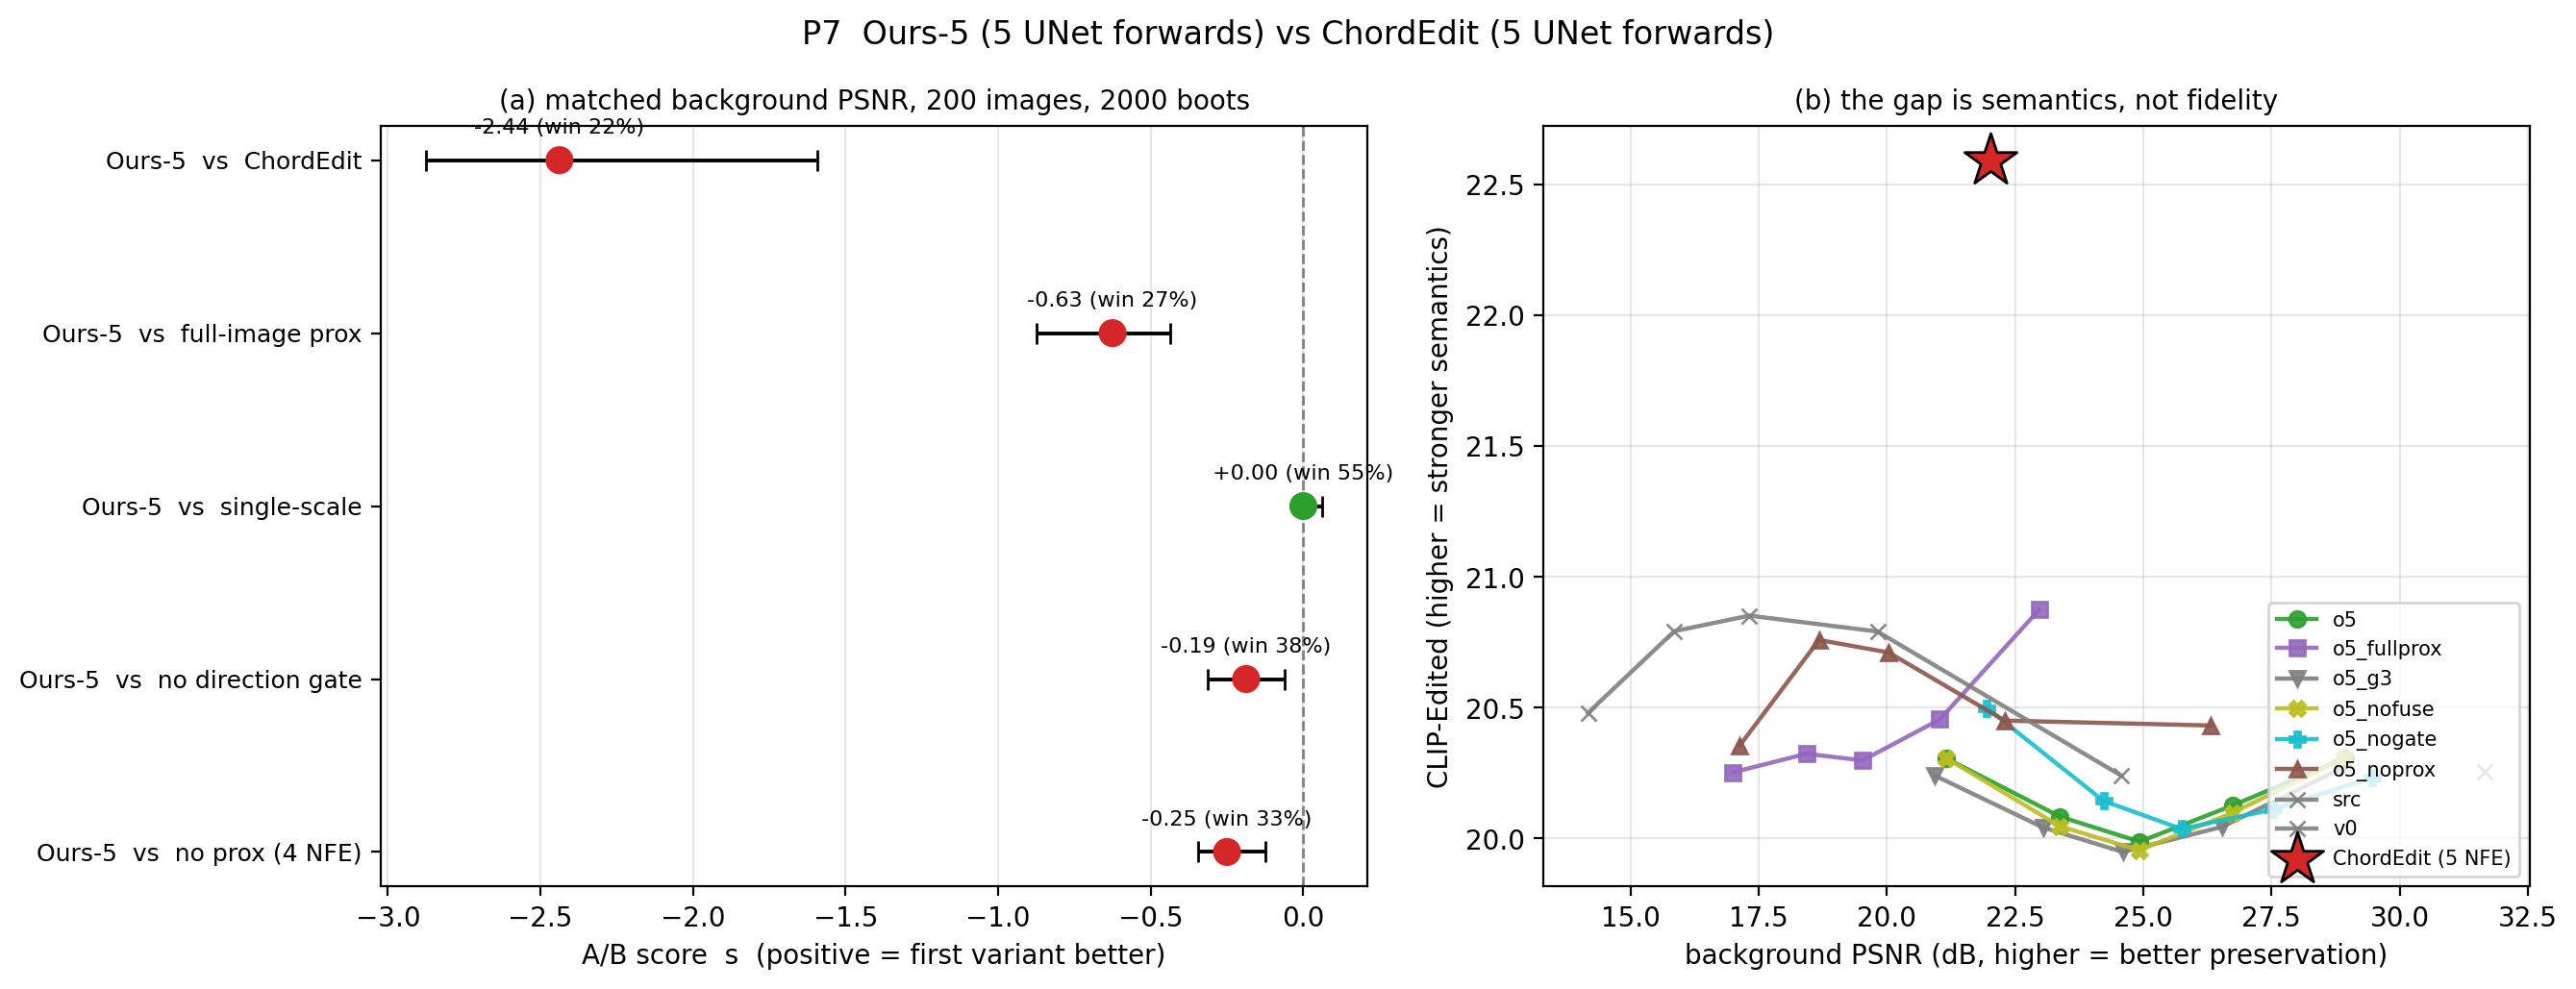 P7  Ours-5 (5 UNet forwards) vs ChordEdit (5 UNet forwards)
(a) matched background PSNR, 200 images, 2000 boots
Ours-5  vs  ChordEdit
-2.44 (win 22%)
Ours-5  vs  full-image prox
-0.63 (win 27%)
Ours-5  vs  single-scale
+0.00 (win 55%)
Ours-5  vs  no direction gate
-0.19 (win 38%)
Ours-5  vs  no prox (4 NFE)
-0.25 (win 33%)
−3.0 −2.5 −2.0 −1.5 −1.0 −0.5 0.0
A/B score  s  (positive = first variant better)
(b) the gap is semantics, not fidelity
CLIP-Edited (higher = stronger semantics)
22.5
22.0
21.5
21.0
20.5
20.0
o5
o5_fullprox
o5_g3
o5_nofuse
o5_nogate
o5_noprox
src
v0
ChordEdit (5 NFE)
15.0 17.5 20.0 22.5 25.0 27.5 30.0 32.5
background PSNR (dB, higher = better preservation)